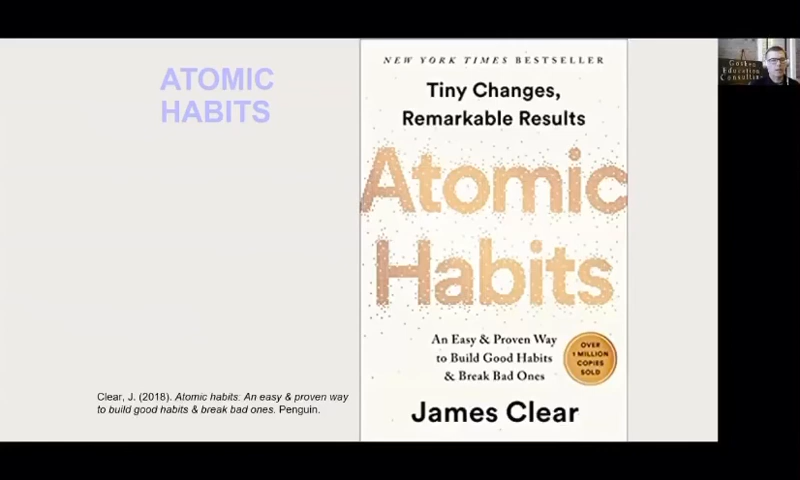 ATOMIC
HABITS
NEW YORK TIMES BESTSELLER
Tiny Changes,
Remarkable Results
Atomic
Habits
An Easy & Proven Way
to Build Good Habits
& Break Bad Ones
OVER
1 MILLION
COPIES
SOLD
James Clear
Clear, J. (2018). Atomic habits: An easy & proven way
to build good habits & break bad ones. Penguin.
Education